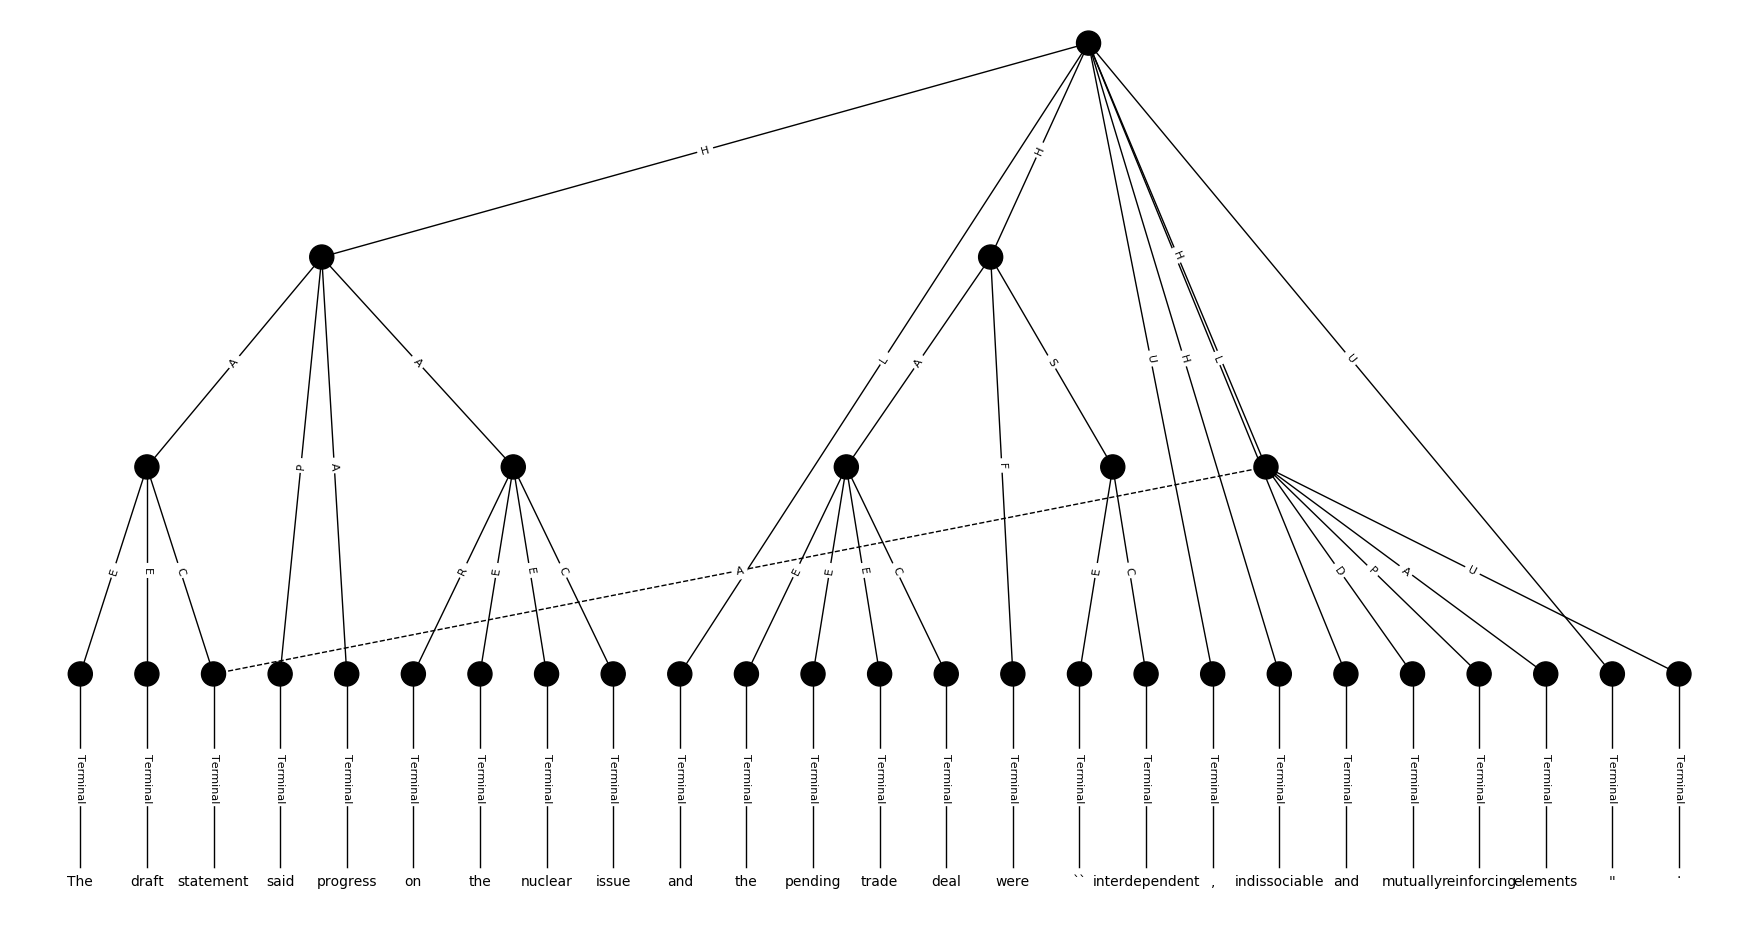 H
H
H
A
A
L
A
S
U
H
L
U
P
A
F
E
E
C
R
E
E
C
A
E
E
E
C
E
C
D
P
A
U
Terminal Terminal Terminal Terminal Terminal Terminal Terminal Terminal Terminal Terminal Terminal Terminal Terminal Terminal Terminal Terminal Terminal Terminal Terminal Terminal Terminal Terminal Terminal Terminal Terminal
The draft statement said progress on the nuclear issue and the pending trade deal were `` interdependent , indissociable and mutually reinforcing elements " .